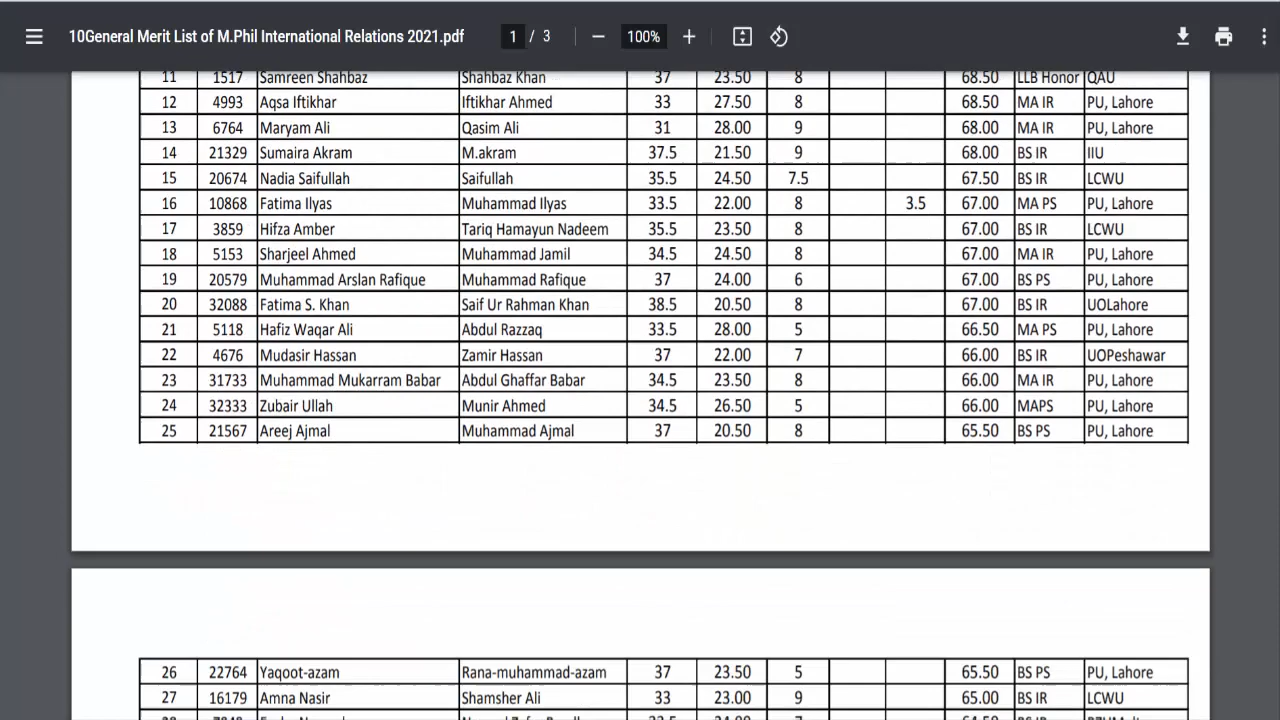 10General Merit List of M.Phil International Relations 2021.pdf 1 / 3 100%
11 1517 Samreen Shahbaz Shahbaz Khan 37 23.50 8 68.50 LLB Honor QAU
12 4993 Aqsa Iftikhar Iftikhar Ahmed 33 27.50 8 68.50 MA IR PU, Lahore
13 6764 Maryam Ali Qasim Ali 31 28.00 9 68.00 MA IR PU, Lahore
14 21329 Sumaira Akram M.akram 37.5 21.50 9 68.00 BS IR IIU
15 20674 Nadia Saifullah Saifullah 35.5 24.50 7.5 67.50 BS IR LCWU
16 10868 Fatima Ilyas Muhammad Ilyas 33.5 22.00 8 3.5 67.00 MA PS PU, Lahore
17 3859 Hifza Amber Tariq Hamayun Nadeem 35.5 23.50 8 67.00 BS IR LCWU
18 5153 Sharjeel Ahmed Muhammad Jamil 34.5 24.50 8 67.00 MA IR PU, Lahore
19 20579 Muhammad Arslan Rafique Muhammad Rafique 37 24.00 6 67.00 BS PS PU, Lahore
20 32088 Fatima S. Khan Saif Ur Rahman Khan 38.5 20.50 8 67.00 BS IR UOLahore
21 5118 Hafiz Waqar Ali Abdul Razzaq 33.5 28.00 5 66.50 MA PS PU, Lahore
22 4676 Mudasir Hassan Zamir Hassan 37 22.00 7 66.00 BS IR UOPeshawar
23 31733 Muhammad Mukarram Babar Abdul Ghaffar Babar 34.5 23.50 8 66.00 MA IR PU, Lahore
24 32333 Zubair Ullah Munir Ahmed 34.5 26.50 5 66.00 MAPS PU, Lahore
25 21567 Areej Ajmal Muhammad Ajmal 37 20.50 8 65.50 BS PS PU, Lahore
26 22764 Yaqoot-azam Rana-muhammad-azam 37 23.50 5 65.50 BS PS PU, Lahore
27 16179 Amna Nasir Shamsher Ali 33 23.00 9 65.00 BS IR LCWU